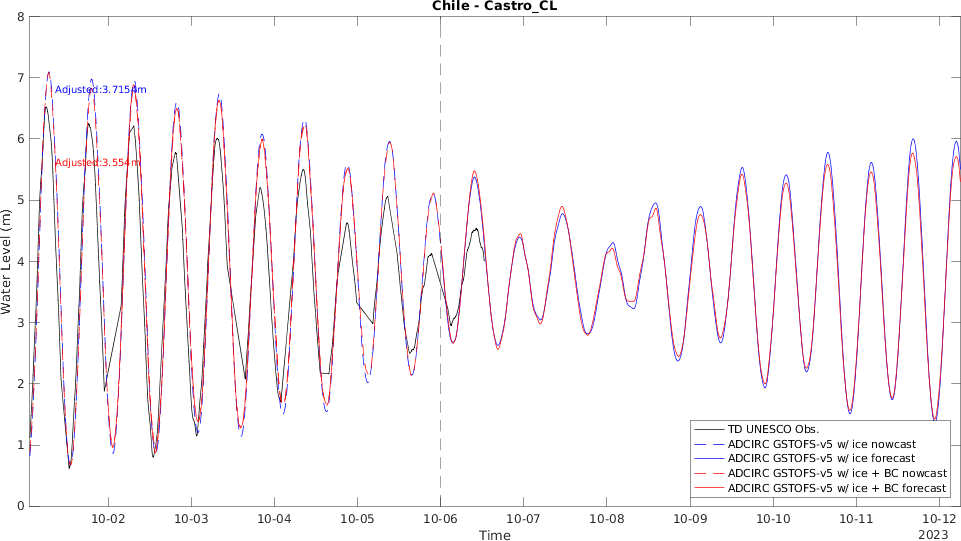 Chile - Castro_CL
8
7
6
5
4
3
2
1
0
Water Level (m)
Adjusted:3.7154m
Adjusted:3.554m
10-02
10-03
10-04
10-05
10-06
10-07
10-08
10-09
10-10
10-11
10-12
2023
Time
TD UNESCO Obs.
ADCIRC GSTOFS-v5 w/ ice nowcast
ADCIRC GSTOFS-v5 w/ ice forecast
ADCIRC GSTOFS-v5 w/ ice + BC nowcast
ADCIRC GSTOFS-v5 w/ ice + BC forecast